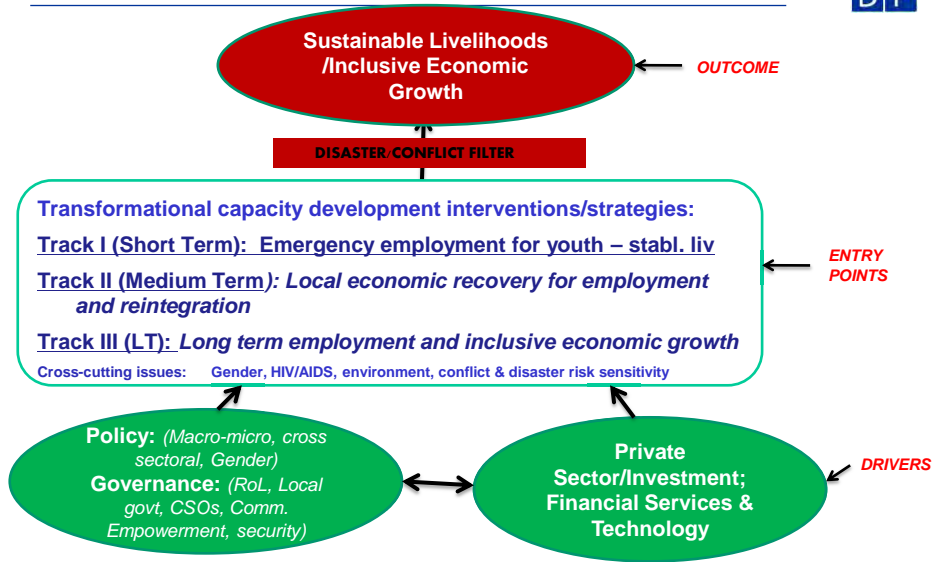 D P
Sustainable Livelihoods
/Inclusive Economic
Growth
OUTCOME
DISASTER/CONFLICT FILTER
Transformational capacity development interventions/strategies:
Track I (Short Term): Emergency employment for youth – stabl. liv
Track II (Medium Term): Local economic recovery for employment
and reintegration
Track III (LT): Long term employment and inclusive economic growth
Cross-cutting issues: Gender, HIV/AIDS, environment, conflict & disaster risk sensitivity
ENTRY
POINTS
Policy: (Macro-micro, cross
sectoral, Gender)
Governance: (RoL, Local
govt, CSOs, Comm.
Empowerment, security)
Private
Sector/Investment;
Financial Services &
Technology
DRIVERS